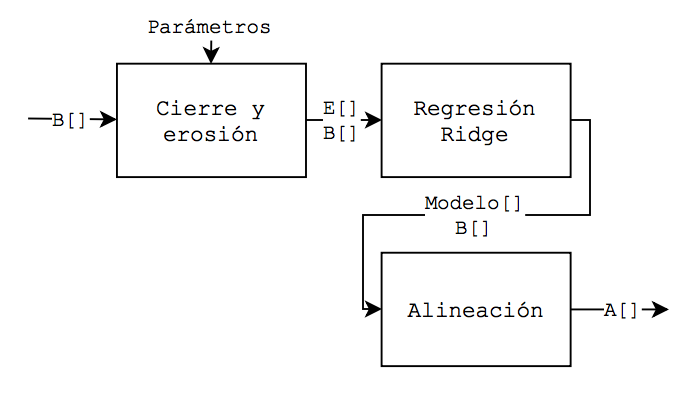 Parámetros
B[]
Cierre y
erosión
E[]
B[]
Regresión
Ridge
Modelo[]
B[]
Alineación
A[]